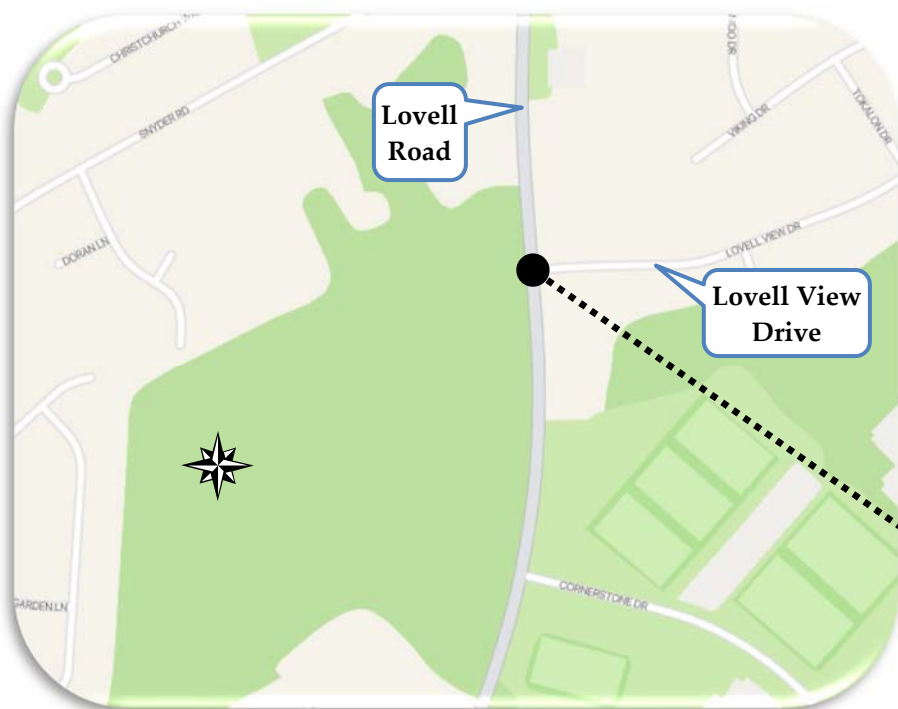 CHRISTCHURCH
SNYDER RD
DORAN LN
Lovell
Road
VIKING DR
TOKALON DR
LOVELL VIEW DR
Lovell View
Drive
GARDEN LN
CORNERSTONE DR